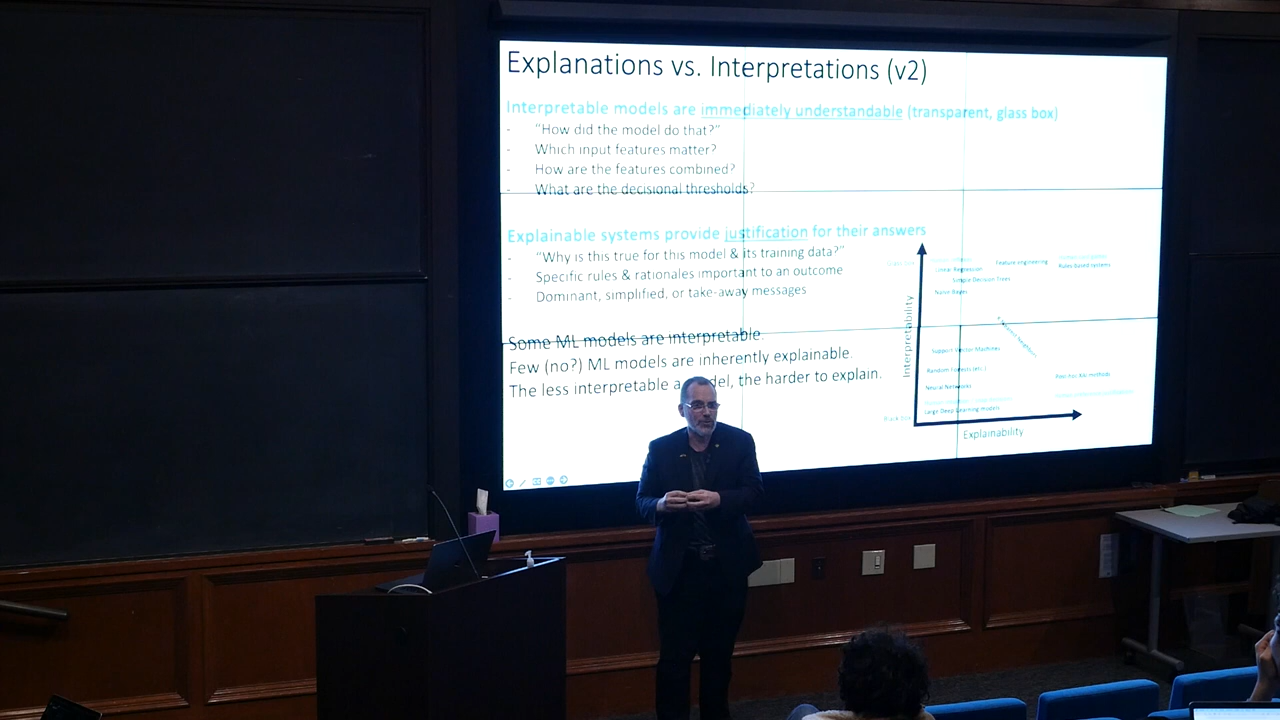 Explanations vs. Interpretations (v2)
Interpretable models are immediately understandable (transparent, glass box)
- "How did the model do that?"
- Which input features matter?
- How are the features combined?
- What are the decisional thresholds?
Explainable systems provide justification for their answers
- "Why is this true for this model & its training data?"
- Specific rules & rationales important to an outcome
- Dominant, simplified, or take-away messages
Some ML models are interpretable.
Few (no?) ML models are inherently explainable.
The less interpretable a model, the harder to explain.
Interpretability
Linear Regression
Feature engineering
Rules based systems
Simple Decision Trees
Naive Bayes
Support Vector Machines
Random Forests (etc.)
Post hoc XAI methods
Neural Networks
Large Deep Learning models
Black box
Explainability